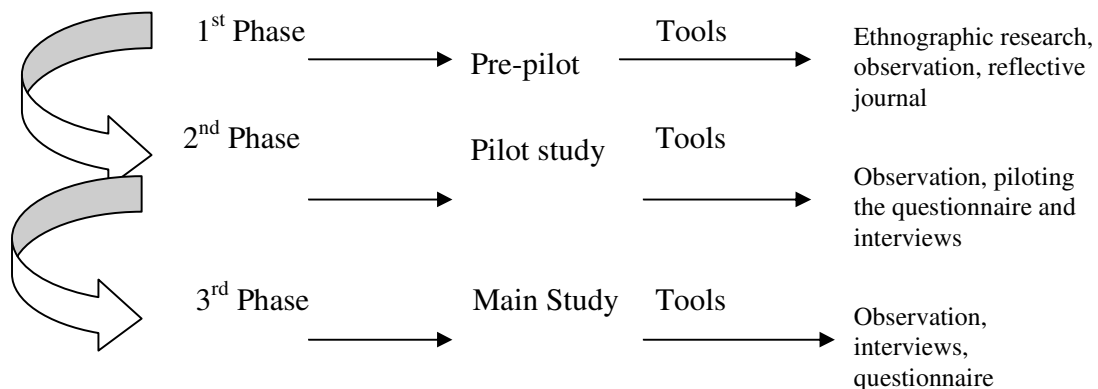 1st Phase
Pre-pilot
Tools
Ethnographic research,
observation, reflective
journal
2nd Phase
Pilot study
Tools
Observation, piloting
the questionnaire and
interviews
3rd Phase
Main Study
Tools
Observation,
interviews,
questionnaire